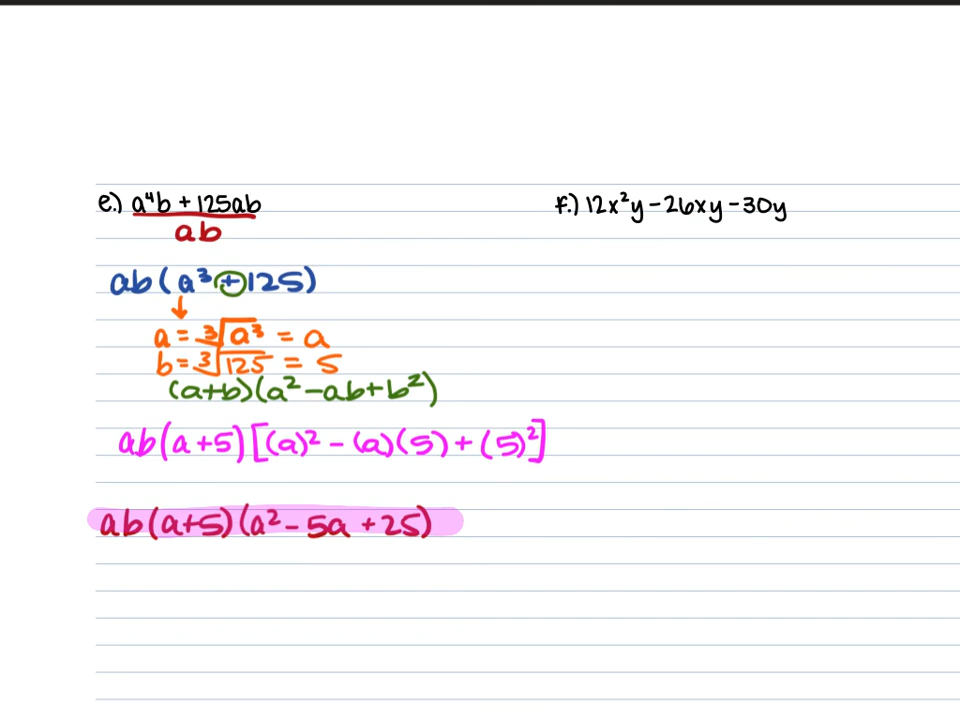 e.) a⁴b + 125ab
ab
ab(a³ + 125)
a = ∛a³ = a
b = ∛125 = 5
(a+b)(a² - ab + b²)
ab(a+5)[(a)² - (a)(5) + (5)²]
ab(a+5)(a² - 5a + 25)
f.) 12x²y - 26xy - 30y